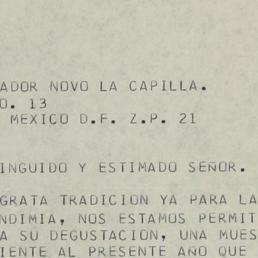 ADOR NOVO LA CAPILLA.
O. 13
MEXICO D.F. Z.P. 21
INGUIDO Y ESTIMADO SEÑOR.
GRATA TRADICION YA PARA LA
NDIMIA, NOS ESTAMOS PERMIT
A SU DEGUSTACION, UNA MUES
IENTE AL PRESENTE AÑO QUE